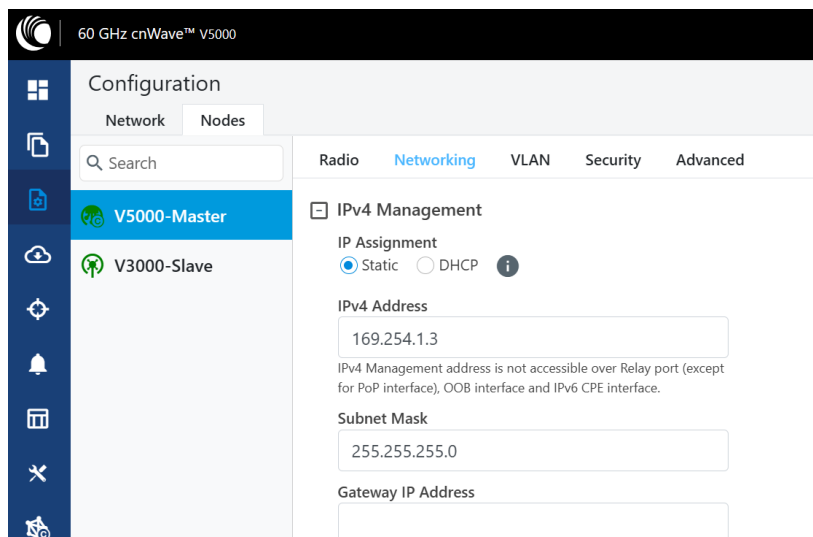 60 GHz cnWave™ V5000
Configuration
Network Nodes
Search
Radio Networking VLAN Security Advanced
V5000-Master
V3000-Slave
IPv4 Management
IP Assignment
Static DHCP
IPv4 Address
169.254.1.3
IPv4 Management address is not accessible over Relay port (except
for PoP interface), OOB interface and IPv6 CPE interface.
Subnet Mask
255.255.255.0
Gateway IP Address